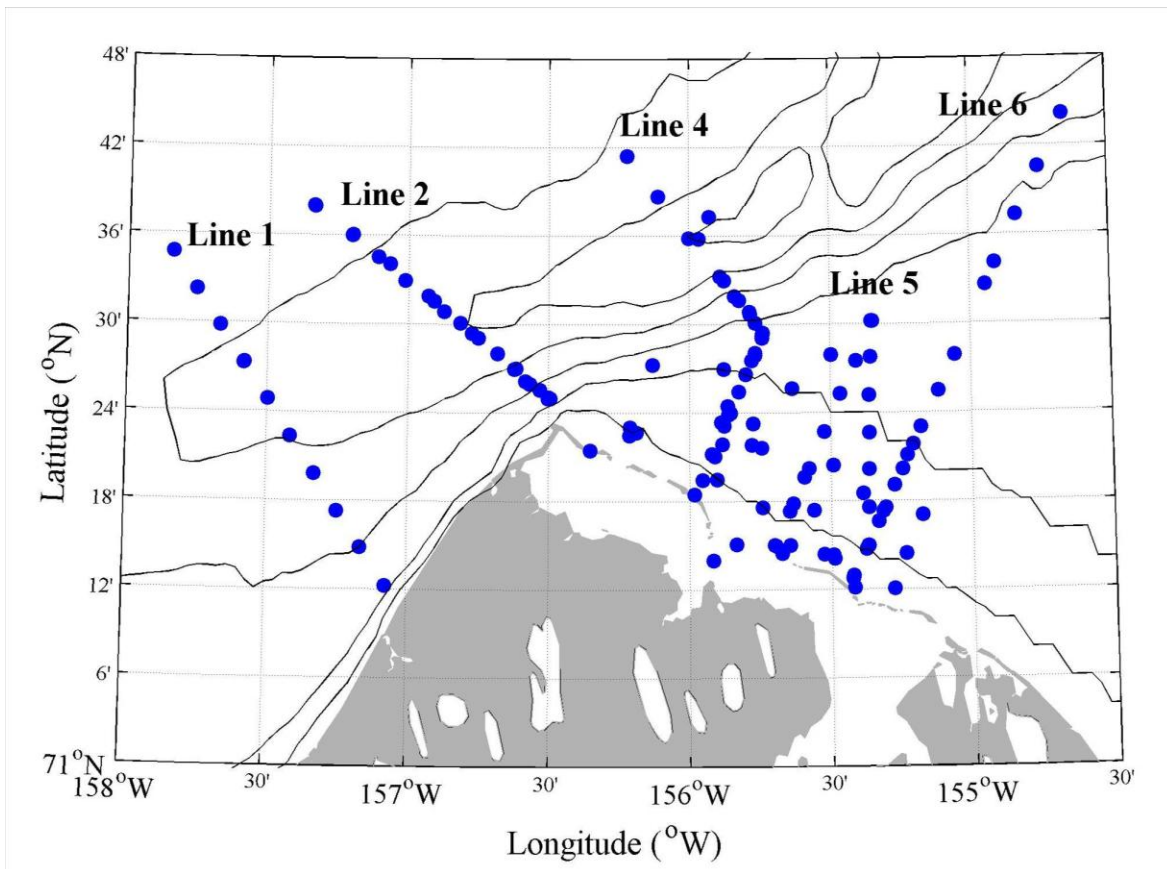 48'
42'
36'
30'
24'
18'
12'
6'
71°N
Latitude (°N)
Line 1
Line 2
Line 4
Line 5
Line 6
158°W
30'
157°W
30'
156°W
30'
155°W
30'
Longitude (°W)